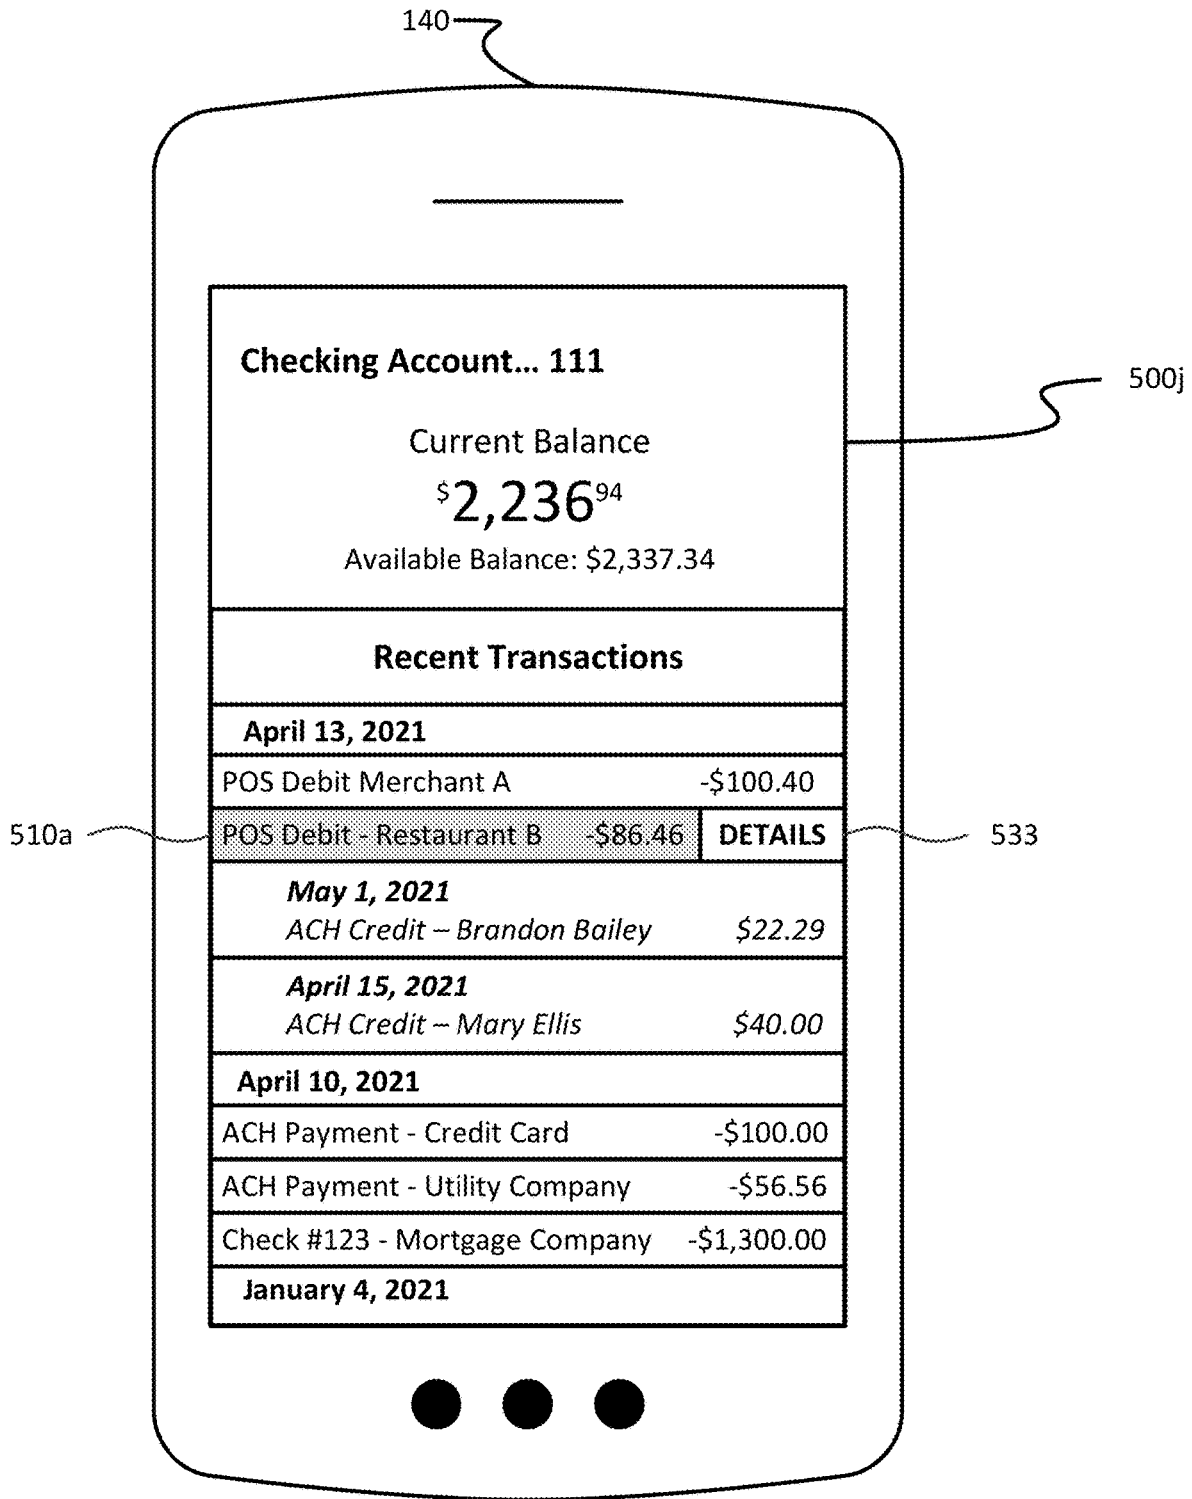 140
Checking Account... 111
500j
Current Balance
$2,23694
Available Balance: $2,337.34
Recent Transactions
April 13, 2021
POS Debit Merchant A -$100.40
510a POS Debit - Restaurant B -$86.46 DETAILS 533
May 1, 2021
ACH Credit – Brandon Bailey $22.29
April 15, 2021
ACH Credit – Mary Ellis $40.00
April 10, 2021
ACH Payment - Credit Card -$100.00
ACH Payment - Utility Company -$56.56
Check #123 - Mortgage Company -$1,300.00
January 4, 2021